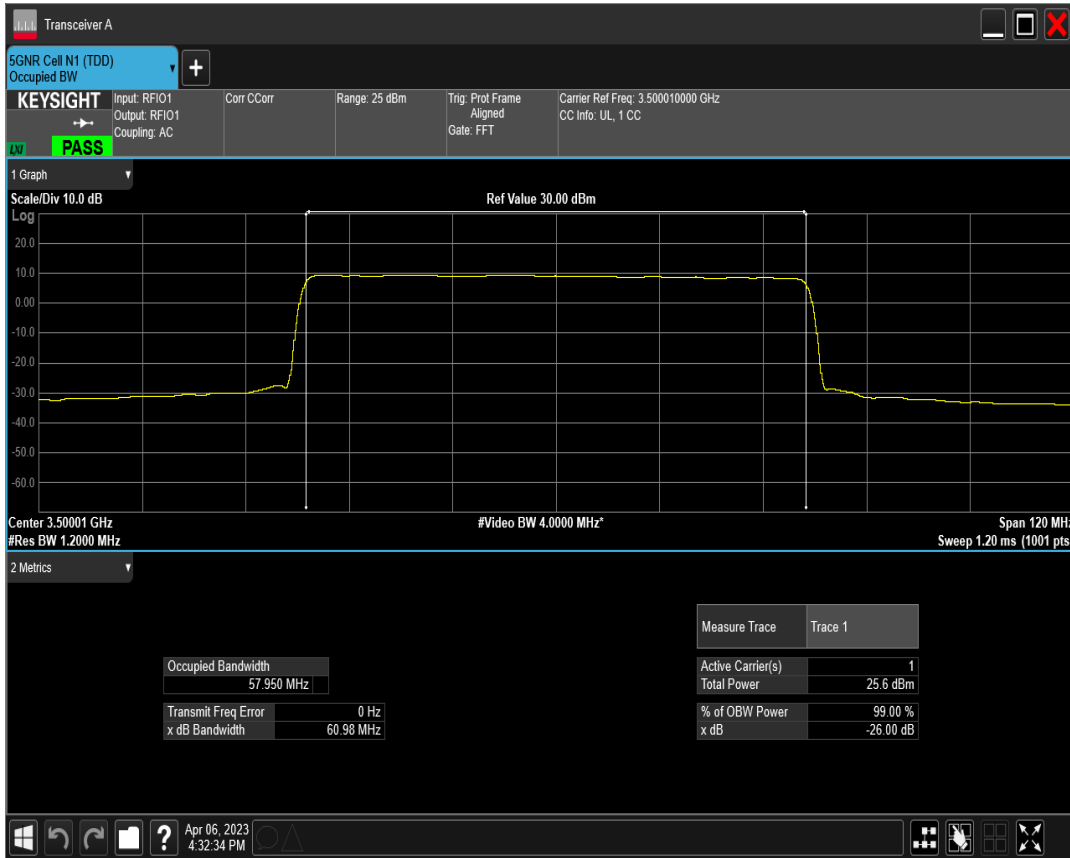 Transceiver A
5GNR Cell N1 (TDD)
Occupied BW
KEYSIGHT
LXI
PASS
Input: RFIO1
Output: RFIO1
Coupling: AC
Corr CCorr
Range: 25 dBm
Trig: Prot Frame
Aligned
Gate: FFT
Carrier Ref Freq: 3.500010000 GHz
CC Info: UL, 1 CC
1 Graph
Scale/Div 10.0 dB
Ref Value 30.00 dBm
Log
20.0
10.0
0.00
-10.0
-20.0
-30.0
-40.0
-50.0
-60.0
Center 3.50001 GHz
#Video BW 4.0000 MHz*
Span 120 MHz
#Res BW 1.2000 MHz
Sweep 1.20 ms (1001 pts
2 Metrics
Measure Trace Trace 1
Occupied Bandwidth
57.950 MHz
Active Carrier(s) 1
Total Power 25.6 dBm
Transmit Freq Error 0 Hz
x dB Bandwidth 60.98 MHz
% of OBW Power 99.00 %
x dB -26.00 dB
?
Apr 06, 2023
4:32:34 PM